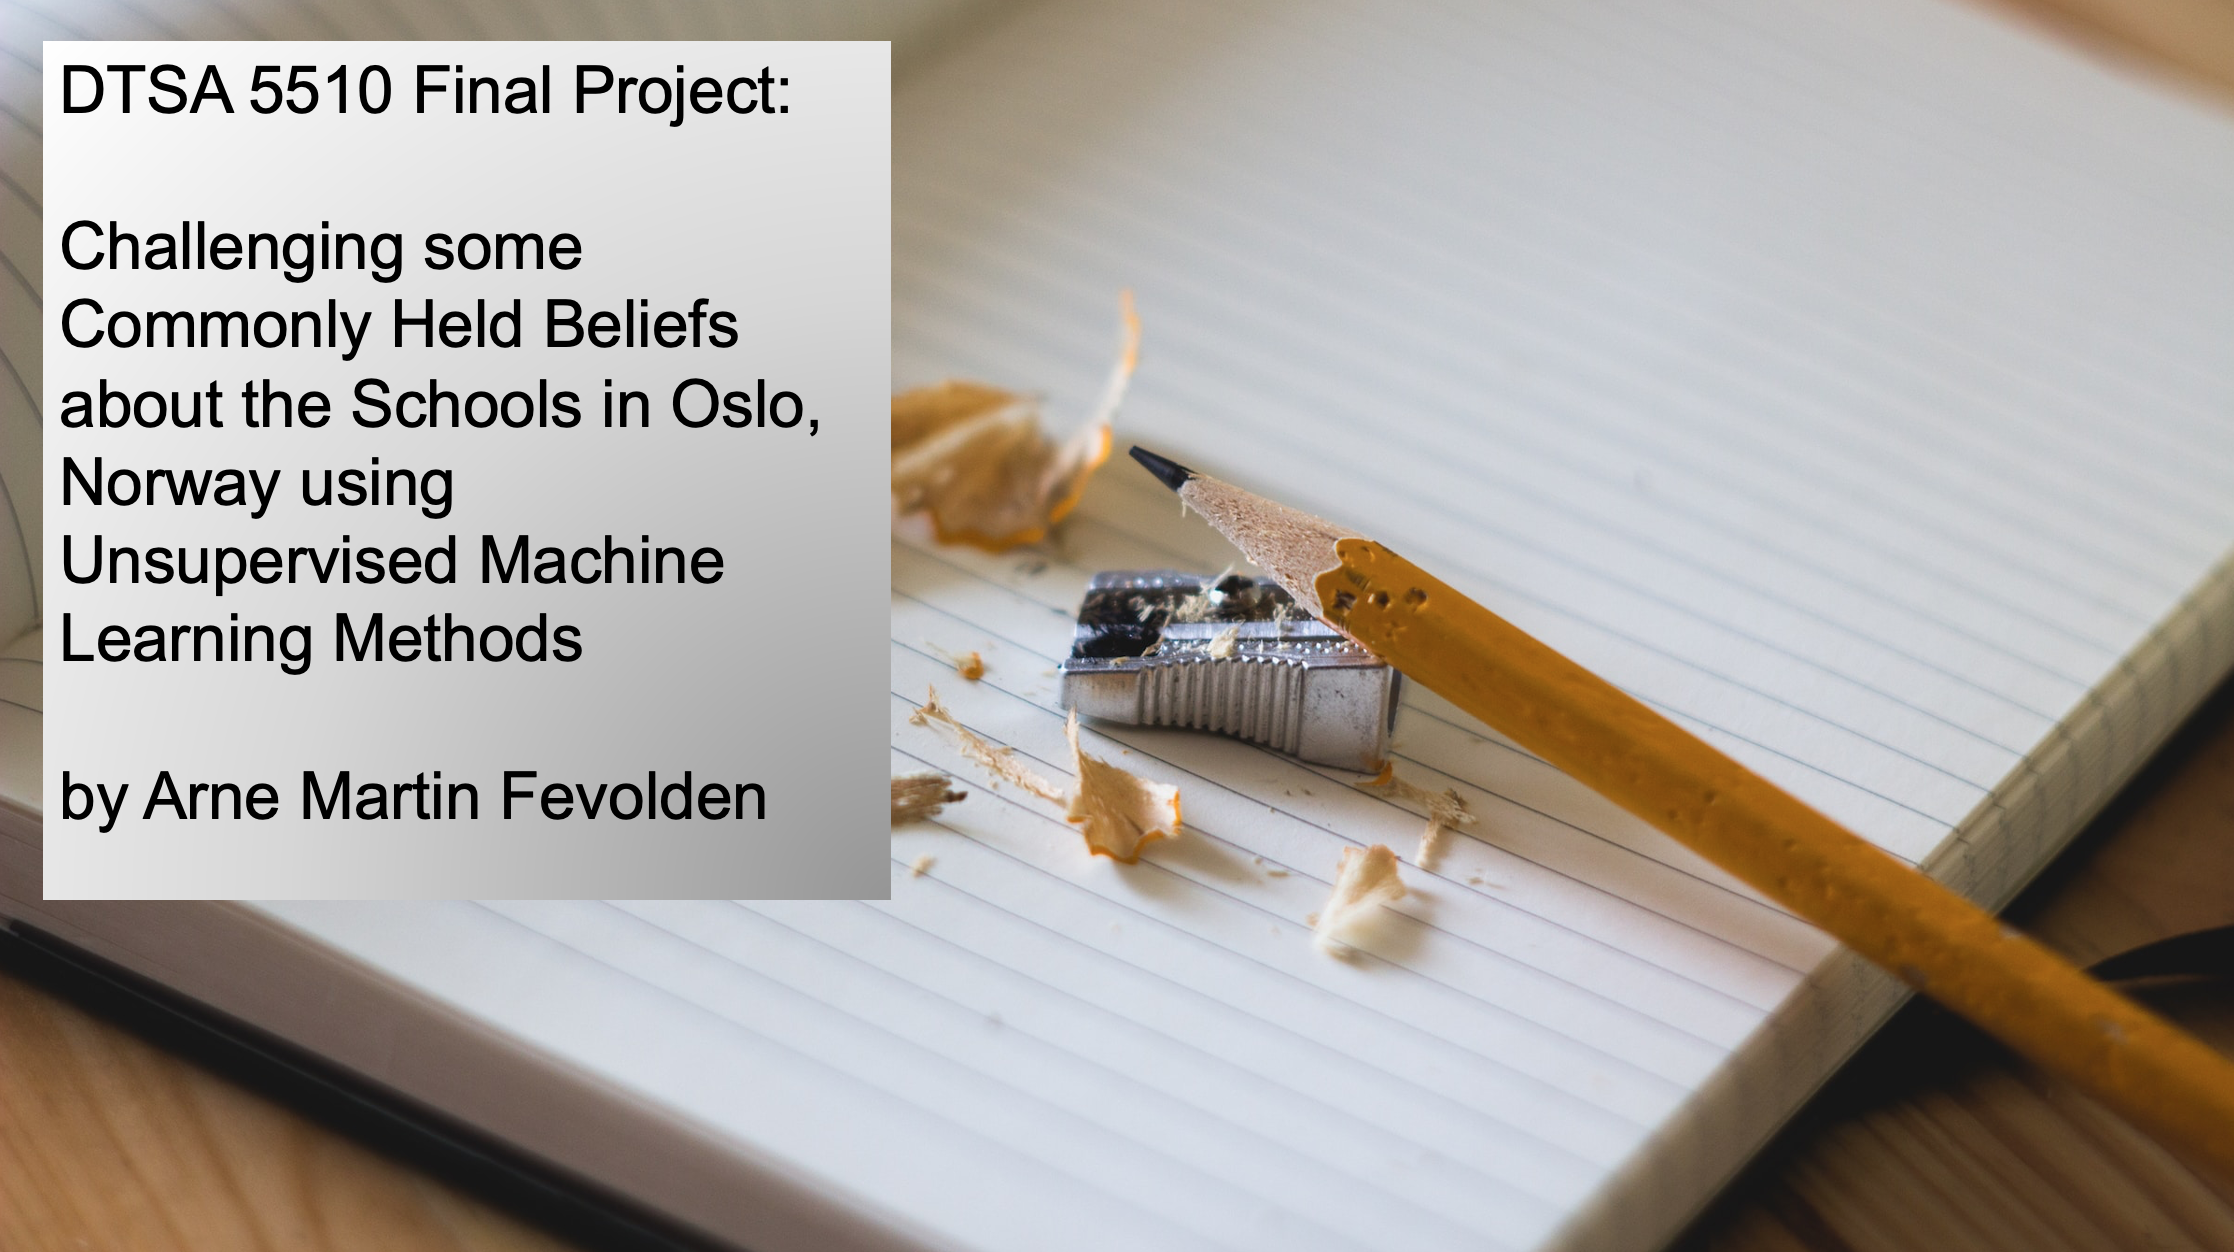 DTSA 5510 Final Project:
Challenging some
Commonly Held Beliefs
about the Schools in Oslo,
Norway using
Unsupervised Machine
Learning Methods
by Arne Martin Fevolden